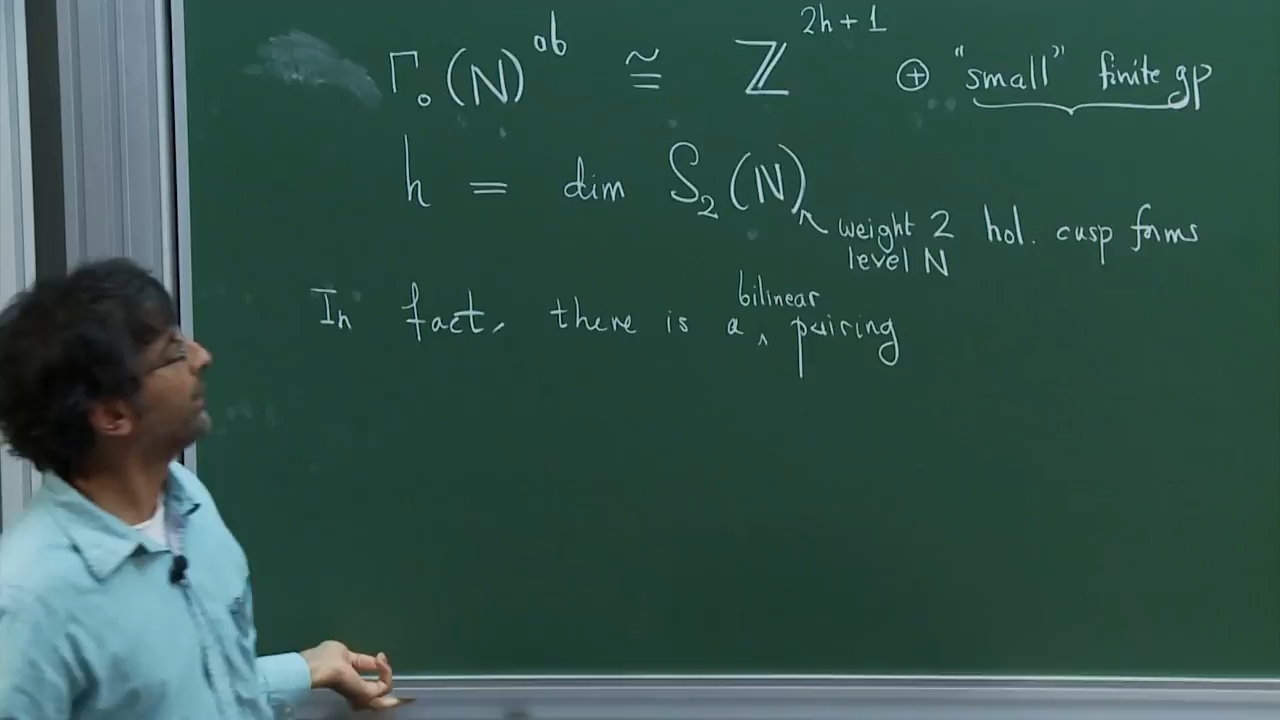 Γ₀(N)^{ab} ≅ ℤ^{2h+1} ⊕ "small" finite gp
h = dim S₂(N)
weight 2 hol. cusp forms
level N
In fact, there is a ‸ bilinear pairing